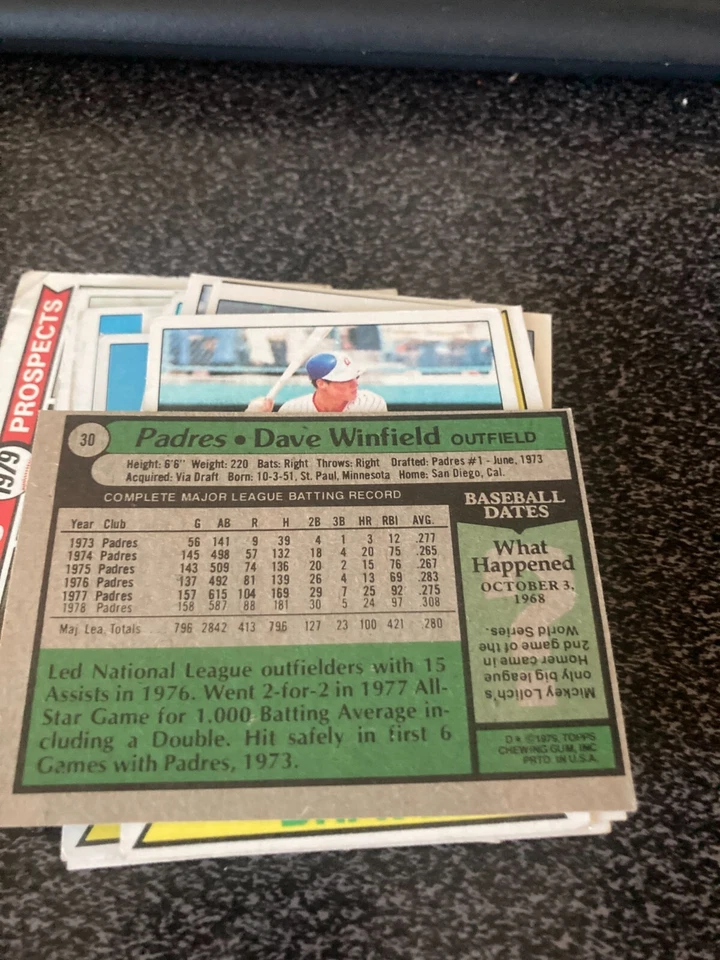 PROSPECTS
1979
30
Padres • Dave Winfield OUTFIELD
Height: 6'6" Weight: 220 Bats: Right Throws: Right Drafted: Padres #1 - June, 1973
Acquired: Via Draft Born: 10-3-51, St. Paul, Minnesota Home: San Diego, Cal.
COMPLETE MAJOR LEAGUE BATTING RECORD
Year Club G AB R H 2B 3B HR RBI AVG.
1973 Padres 56 141 9 39 4 1 3 12 .277
1974 Padres 145 498 57 132 18 4 20 75 .265
1975 Padres 143 509 74 136 20 2 15 76 .267
1976 Padres 137 492 81 139 26 4 13 69 .283
1977 Padres 157 615 104 169 29 7 25 92 .275
1978 Padres 158 587 88 181 30 5 24 97 .308
Maj. Lea. Totals 796 2842 413 796 127 23 100 421 .280
Led National League outfielders with 15
Assists in 1976. Went 2-for-2 in 1977 All-
Star Game for 1.000 Batting Average in-
cluding a Double. Hit safely in first 6
Games with Padres, 1973.
BASEBALL
DATES
What
Happened
OCTOBER 3,
1968
?
Mickey Lolich's
only big league
Homer came in
2nd game of the
World Series.
D★ ©1979, TOPPS
CHEWING GUM, INC
PRTD. IN U.S.A.